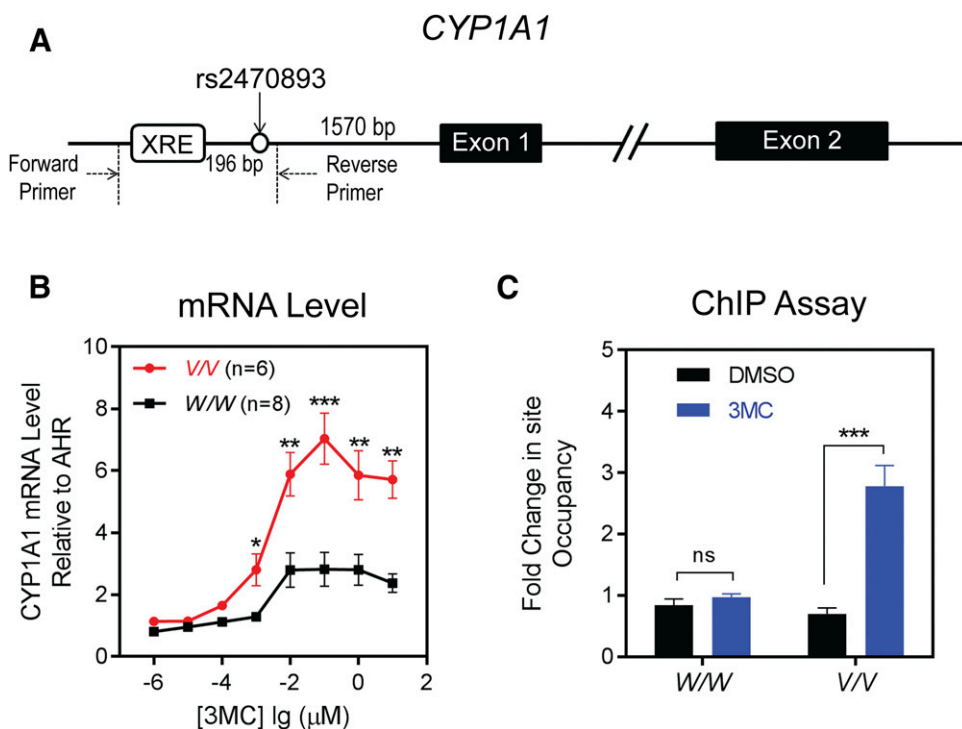 A
CYP1A1
rs2470893
1570 bp
XRE
196 bp
Exon 1
Exon 2
Forward
Primer
Reverse
Primer
B
mRNA Level
CYP1A1 mRNA Level
Relative to AHR
10
8
6
4
2
0
V/V (n=6)
W/W (n=8)
*
**
***
**
**
-6
-4
-2
0
2
[3MC] lg (μM)
C
ChIP Assay
Fold Change in site
Occupancy
5
4
3
2
1
0
DMSO
3MC
ns
***
W/W
V/V